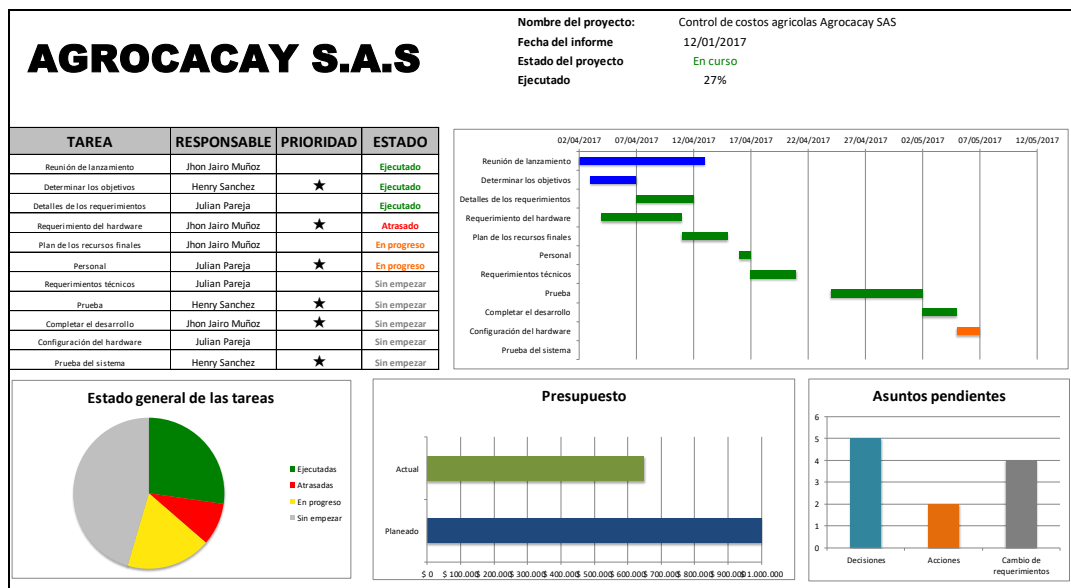 AGROCACAY S.A.S
Nombre del proyecto: Control de costos agricolas Agrocacay SAS
Fecha del informe 12/01/2017
Estado del proyecto En curso
Ejecutado 27%
TAREA RESPONSABLE PRIORIDAD ESTADO
Reunión de lanzamiento Jhon Jairo Muñoz Ejecutado
Determinar los objetivos Henry Sanchez ★ Ejecutado
Detalles de los requerimientos Julian Pareja Ejecutado
Requerimiento del hardware Jhon Jairo Muñoz ★ Atrasado
Plan de los recursos finales Jhon Jairo Muñoz En progreso
Personal Julian Pareja ★ En progreso
Requerimientos técnicos Julian Pareja Sin empezar
Prueba Henry Sanchez ★ Sin empezar
Completar el desarrollo Jhon Jairo Muñoz ★ Sin empezar
Configuración del hardware Julian Pareja Sin empezar
Prueba del sistema Henry Sanchez ★ Sin empezar
02/04/2017 07/04/2017 12/04/2017 17/04/2017 22/04/2017 27/04/2017 02/05/2017 07/05/2017 12/05/2017
Reunión de lanzamiento
Determinar los objetivos
Detalles de los requerimientos
Requerimiento del hardware
Plan de los recursos finales
Personal
Requerimientos técnicos
Prueba
Completar el desarrollo
Configuración del hardware
Prueba del sistema
Estado general de las tareas
Ejecutadas
Atrasadas
En progreso
Sin empezar
Presupuesto
Actual
Planeado
$ 0 $ 100.000 $ 200.000 $ 300.000 $ 400.000 $ 500.000 $ 600.000 $ 700.000 $ 800.000 $ 900.000 $ 1.000.000
Asuntos pendientes
6
5
4
3
2
1
0
Decisiones Acciones Cambio de
requerimientos